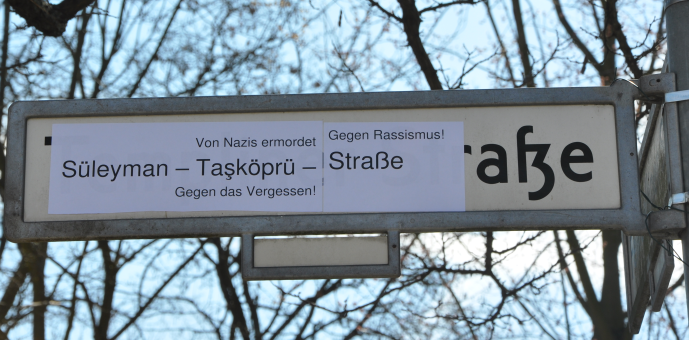 Von Nazis ermordet Gegen Rassismus!
Süleyman – Taşköprü – Straße
Gegen das Vergessen!
raße